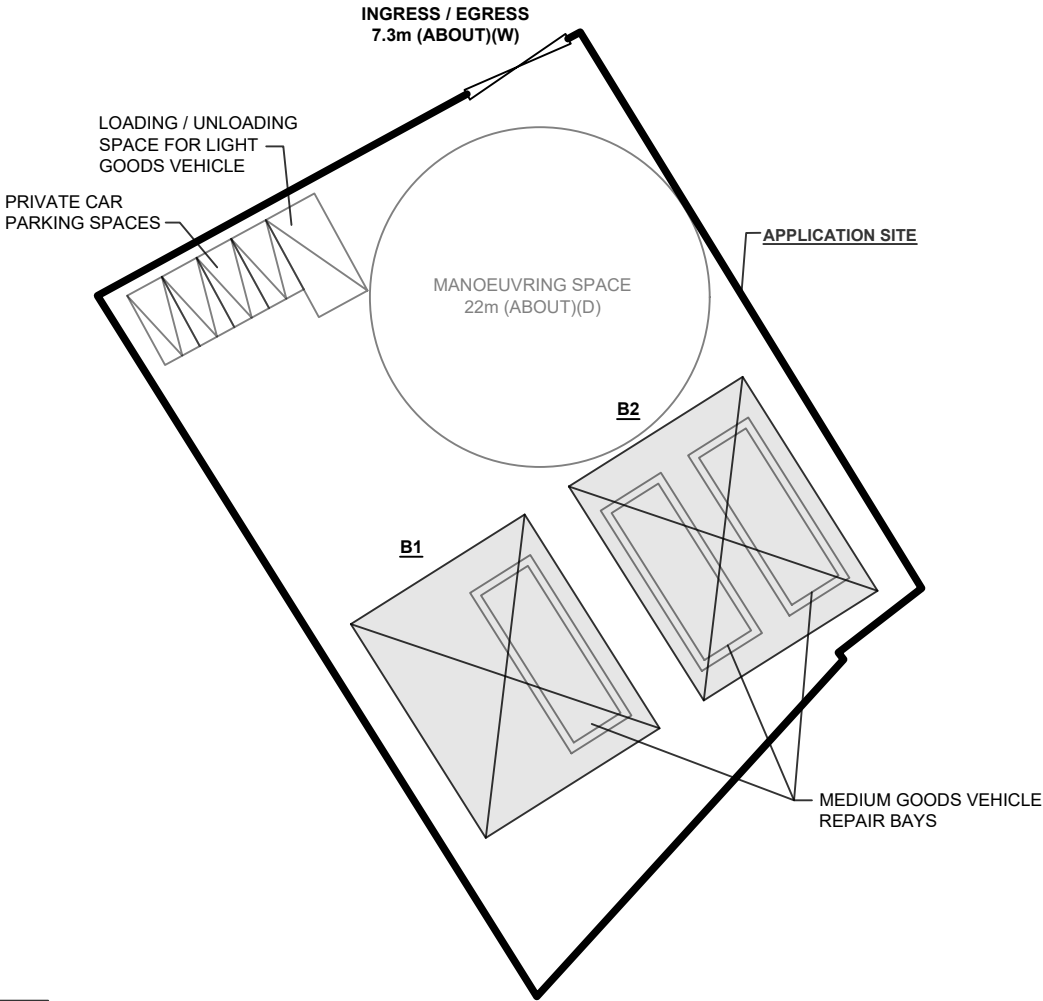 INGRESS / EGRESS
7.3m (ABOUT)(W)
LOADING / UNLOADING
SPACE FOR LIGHT
GOODS VEHICLE
PRIVATE CAR
PARKING SPACES
APPLICATION SITE
MANOEUVRING SPACE
22m (ABOUT)(D)
B2
B1
MEDIUM GOODS VEHICLE
REPAIR BAYS